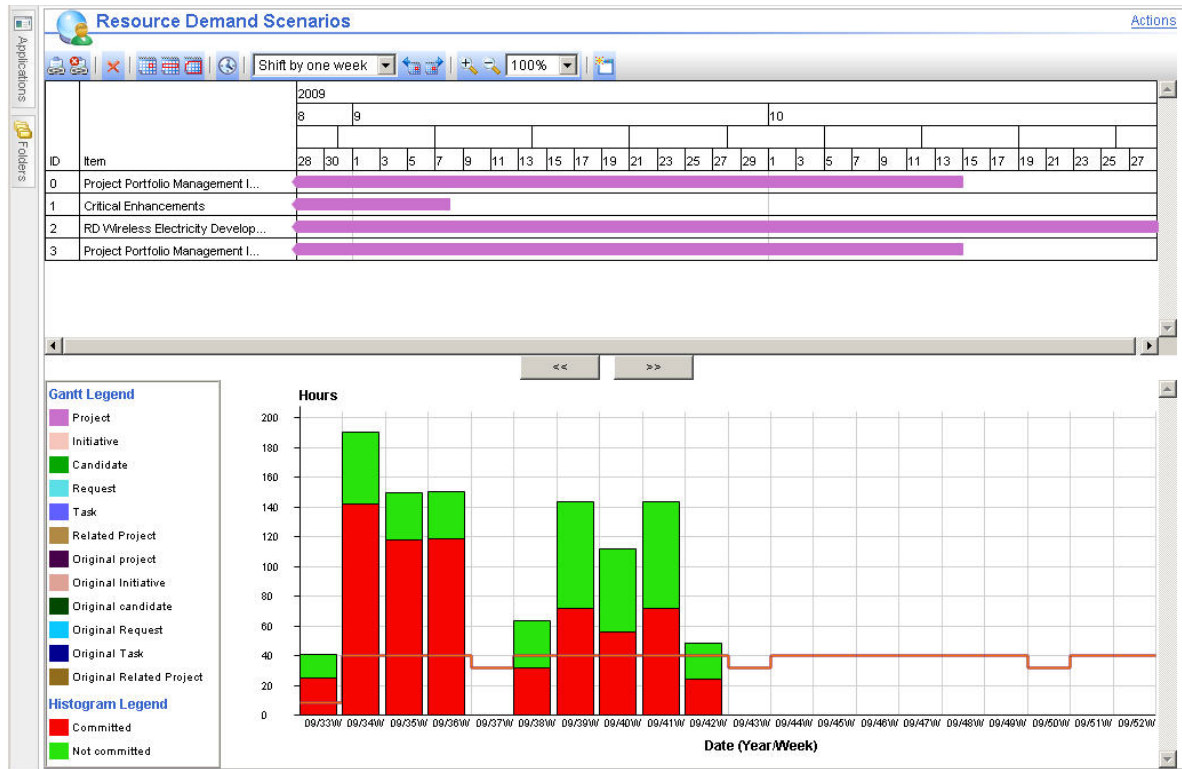 Resource Demand Scenarios
Actions
Applications
Folders
Shift by one week
100%
2009
8 9 10
ID Item 28 30 1 3 5 7 9 11 13 15 17 19 21 23 25 27 29 1 3 5 7 9 11 13 15 17 19 21 23 25 27
0 Project Portfolio Management I...
1 Critical Enhancements
2 RD Wireless Electricity Develop...
3 Project Portfolio Management I...
<< >>
Gantt Legend
Project
Initiative
Candidate
Request
Task
Related Project
Original project
Original Initiative
Original candidate
Original Request
Original Task
Original Related Project
Histogram Legend
Committed
Not committed
Hours
200
180
160
140
120
100
80
60
40
20
0
09/33W 09/34W 09/35W 09/36W 09/37W 09/38W 09/39W 09/40W 09/41W 09/42W 09/43W 09/44W 09/45W 09/46W 09/47W 09/48W 09/49W 09/50W 09/51W 09/52W
Date (Year/Week)